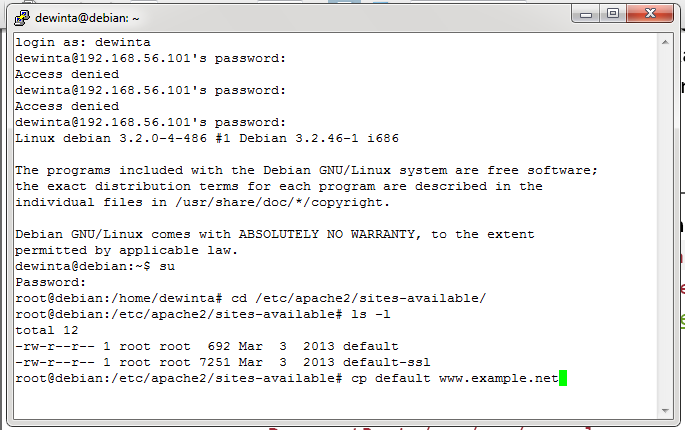 dewinta@debian: ~
login as: dewinta
dewinta@192.168.56.101's password:
Access denied
dewinta@192.168.56.101's password:
Access denied
dewinta@192.168.56.101's password:
Linux debian 3.2.0-4-486 #1 Debian 3.2.46-1 i686
The programs included with the Debian GNU/Linux system are free software;
the exact distribution terms for each program are described in the
individual files in /usr/share/doc/*/copyright.
Debian GNU/Linux comes with ABSOLUTELY NO WARRANTY, to the extent
permitted by applicable law.
dewinta@debian:~$ su
Password:
root@debian:/home/dewinta# cd /etc/apache2/sites-available/
root@debian:/etc/apache2/sites-available# ls -l
total 12
-rw-r--r-- 1 root root  692 Mar  3  2013 default
-rw-r--r-- 1 root root 7251 Mar  3  2013 default-ssl
root@debian:/etc/apache2/sites-available# cp default www.example.net